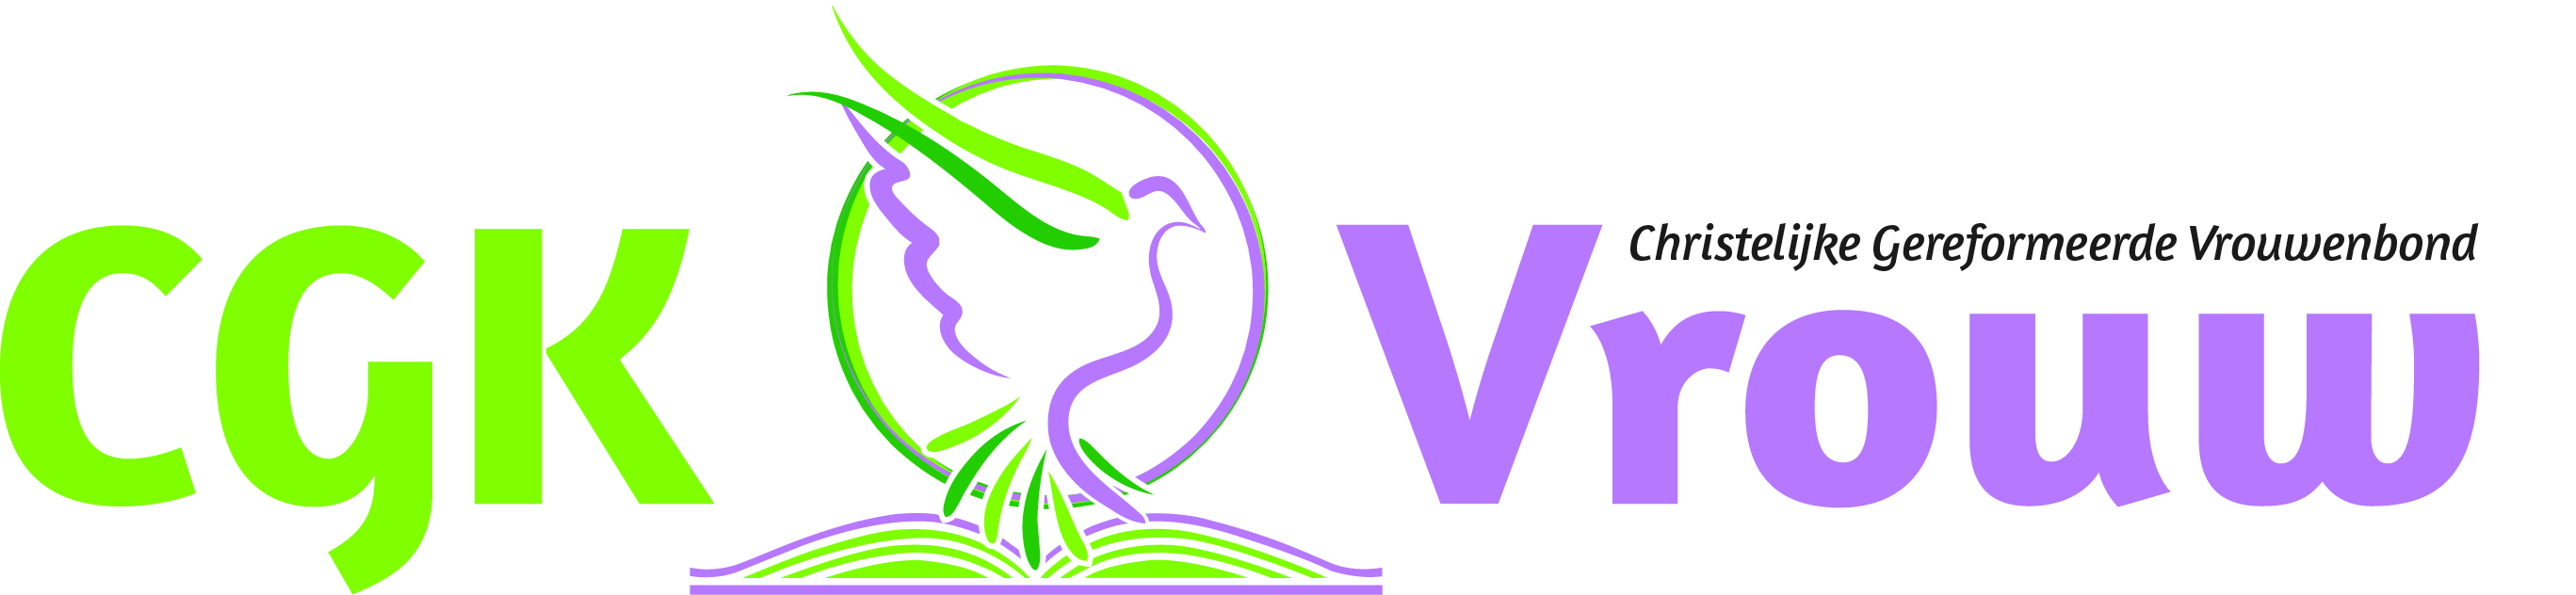 CGK Vrouw
Christelijke Gereformeerde Vrouwenbond